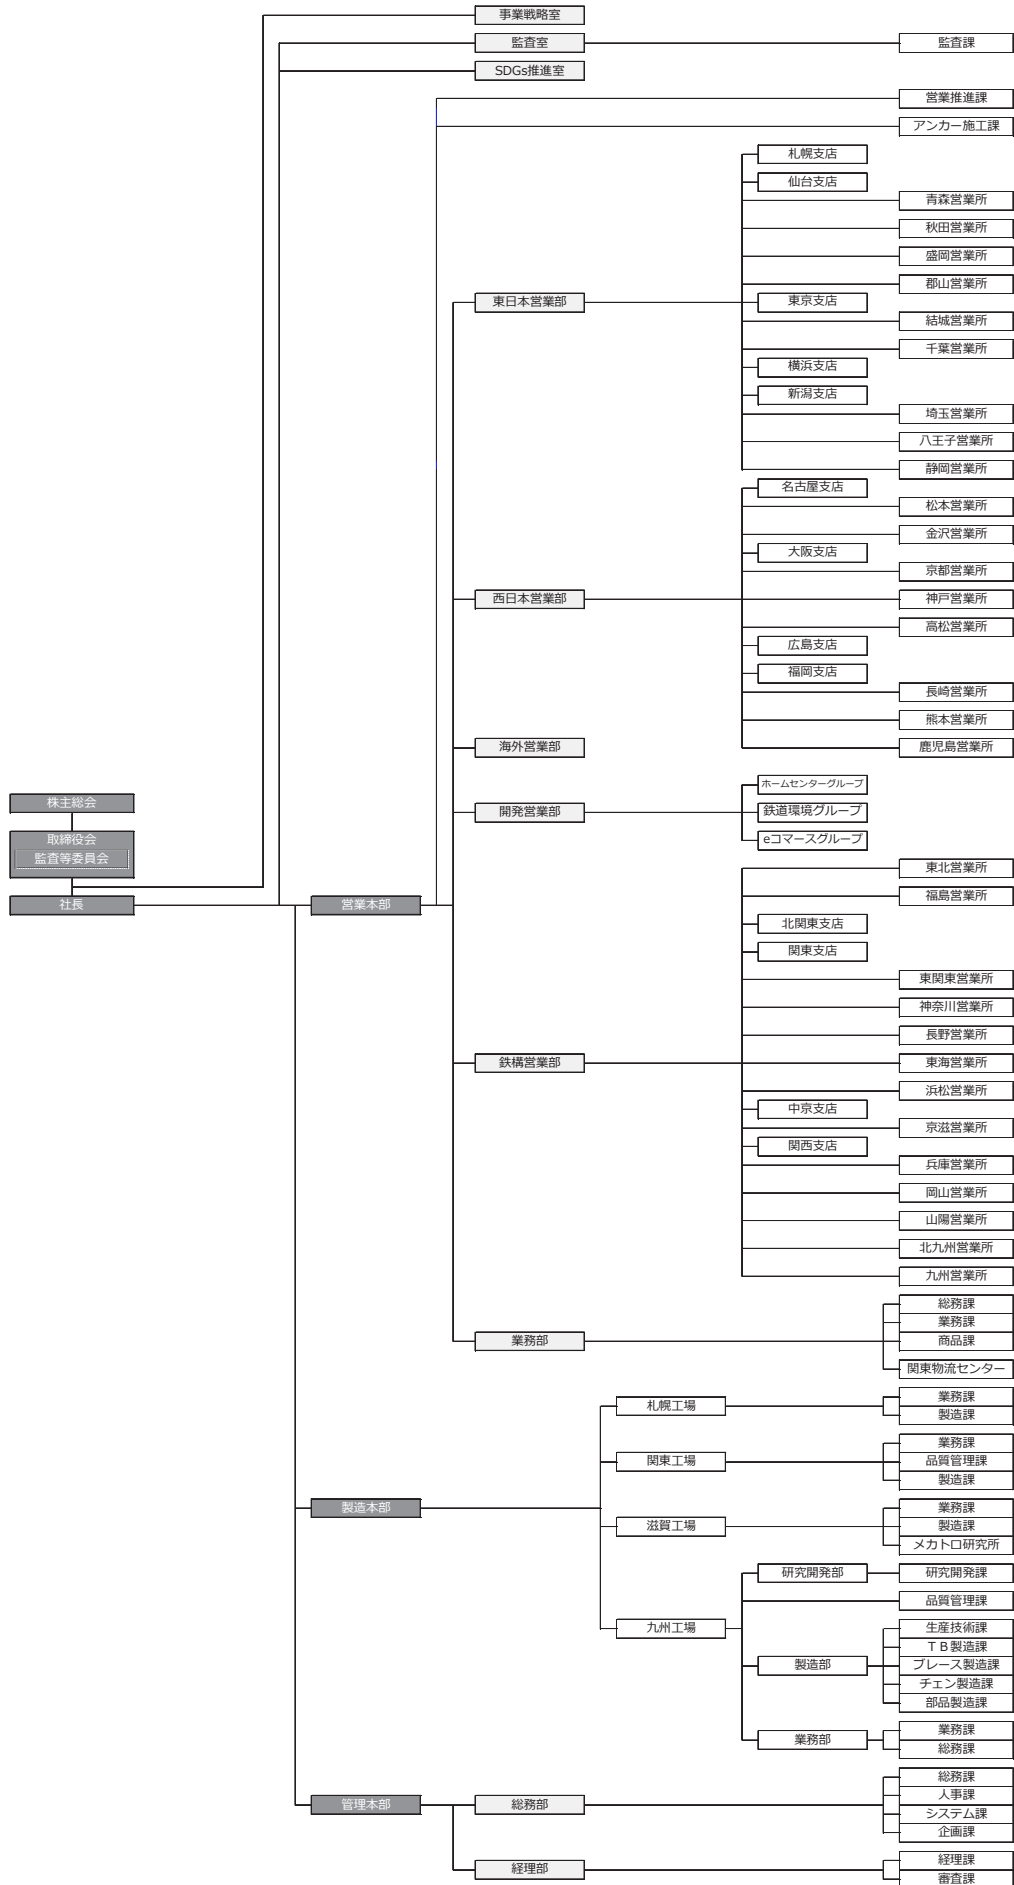 事業戦略室
監査室
監査課
SDGs推進室
営業推進課
アンカー施工課
札幌支店
仙台支店
青森営業所
秋田営業所
盛岡営業所
郡山営業所
東日本営業部
東京支店
結城営業所
千葉営業所
横浜支店
新潟支店
埼玉営業所
八王子営業所
静岡営業所
名古屋支店
松本営業所
金沢営業所
大阪支店
京都営業所
西日本営業部
神戸営業所
高松営業所
広島支店
福岡支店
長崎営業所
熊本営業所
海外営業部
鹿児島営業所
ホームセンターグループ
株主総会
開発営業部
鉄道環境グループ
取締役会
eコマースグループ
監査等委員会
東北営業所
福島営業所
社長
営業本部
北関東支店
関東支店
東関東営業所
神奈川営業所
長野営業所
鉄構営業部
東海営業所
浜松営業所
中京支店
京滋営業所
関西支店
兵庫営業所
岡山営業所
山陽営業所
北九州営業所
九州営業所
総務課
業務課
業務部
商品課
関東物流センター
札幌工場
業務課
製造課
業務課
関東工場
品質管理課
製造課
製造本部
業務課
滋賀工場
製造課
メカトロ研究所
研究開発部
研究開発課
品質管理課
九州工場
生産技術課
ＴＢ製造課
製造部
ブレース製造課
チェン製造課
部品製造課
業務部
業務課
総務課
総務課
人事課
管理本部
総務部
システム課
企画課
経理部
経理課
審査課